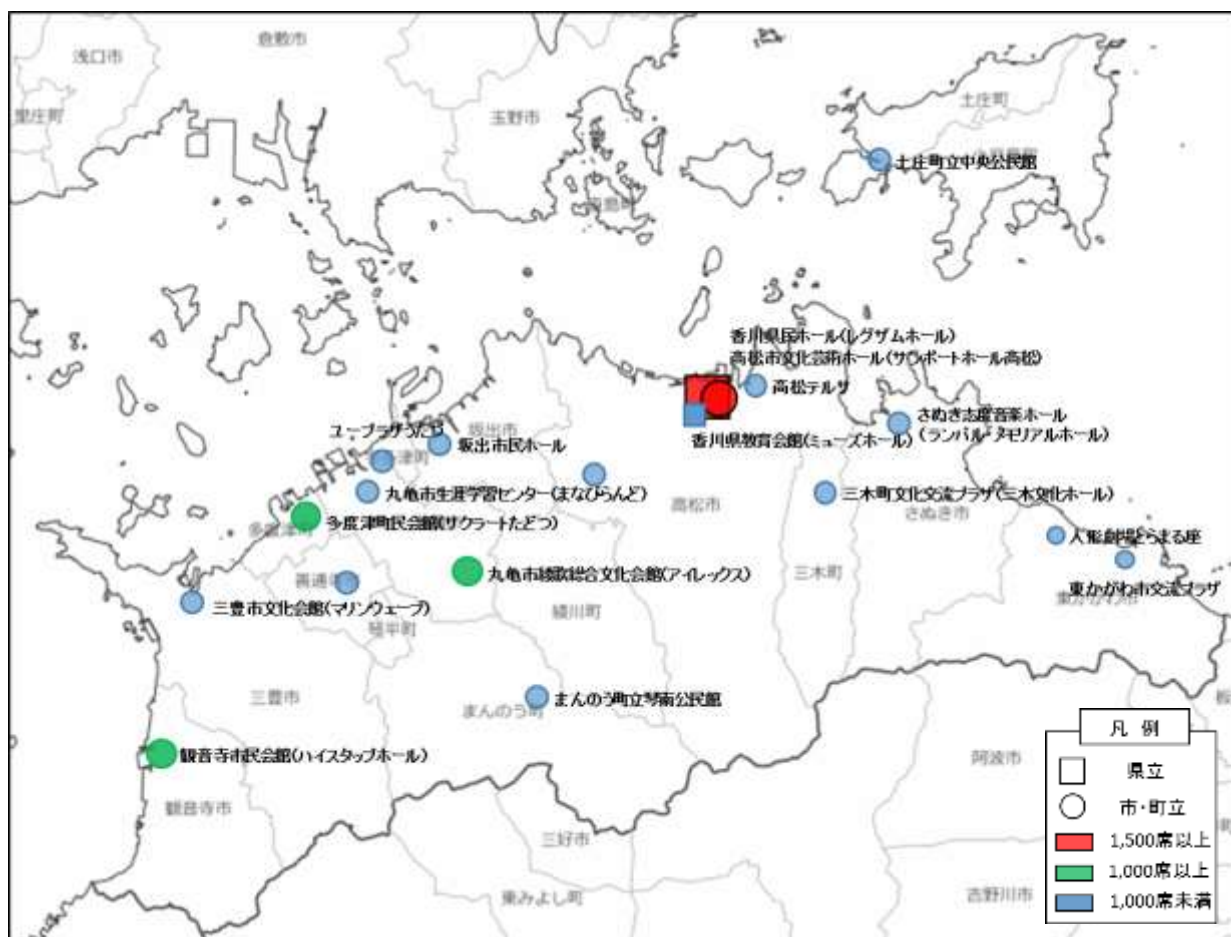 倉敷市
浅口市
里庄町
玉野市
土庄町
土庄町立中央公民館
香川県民ホール(レグザムホール)
高松市文化芸術ホール(サンポートホール高松)
高松テルサ
さぬき志度音楽ホール
(ランパル・メモリアルホール)
香川県教育会館(ミューズホール)
坂出市
ユープラザうたづ
坂出市民ホール
丸亀市生涯学習センター(まなびらんど)
高松市
三木町文化交流プラザ(三木文化ホール)
さぬき市
多度津町民会館(サクラートたどつ)
人形劇場とらまる座
丸亀市綾歌総合文化会館(アイレックス)
三木町
東かがわ市交流プラザ
東かがわ市
三豊市文化会館(マリンウェーブ)
綾川町
琴平町
三豊市
まんのう町
まんのう町立琴南公民館
観音寺市民会館(ハイスタッフホール)
観音寺市
三好市
東みよし町
阿波市
吉野川市
凡 例
県立
市・町立
1,500席以上
1,000席以上
1,000席未満